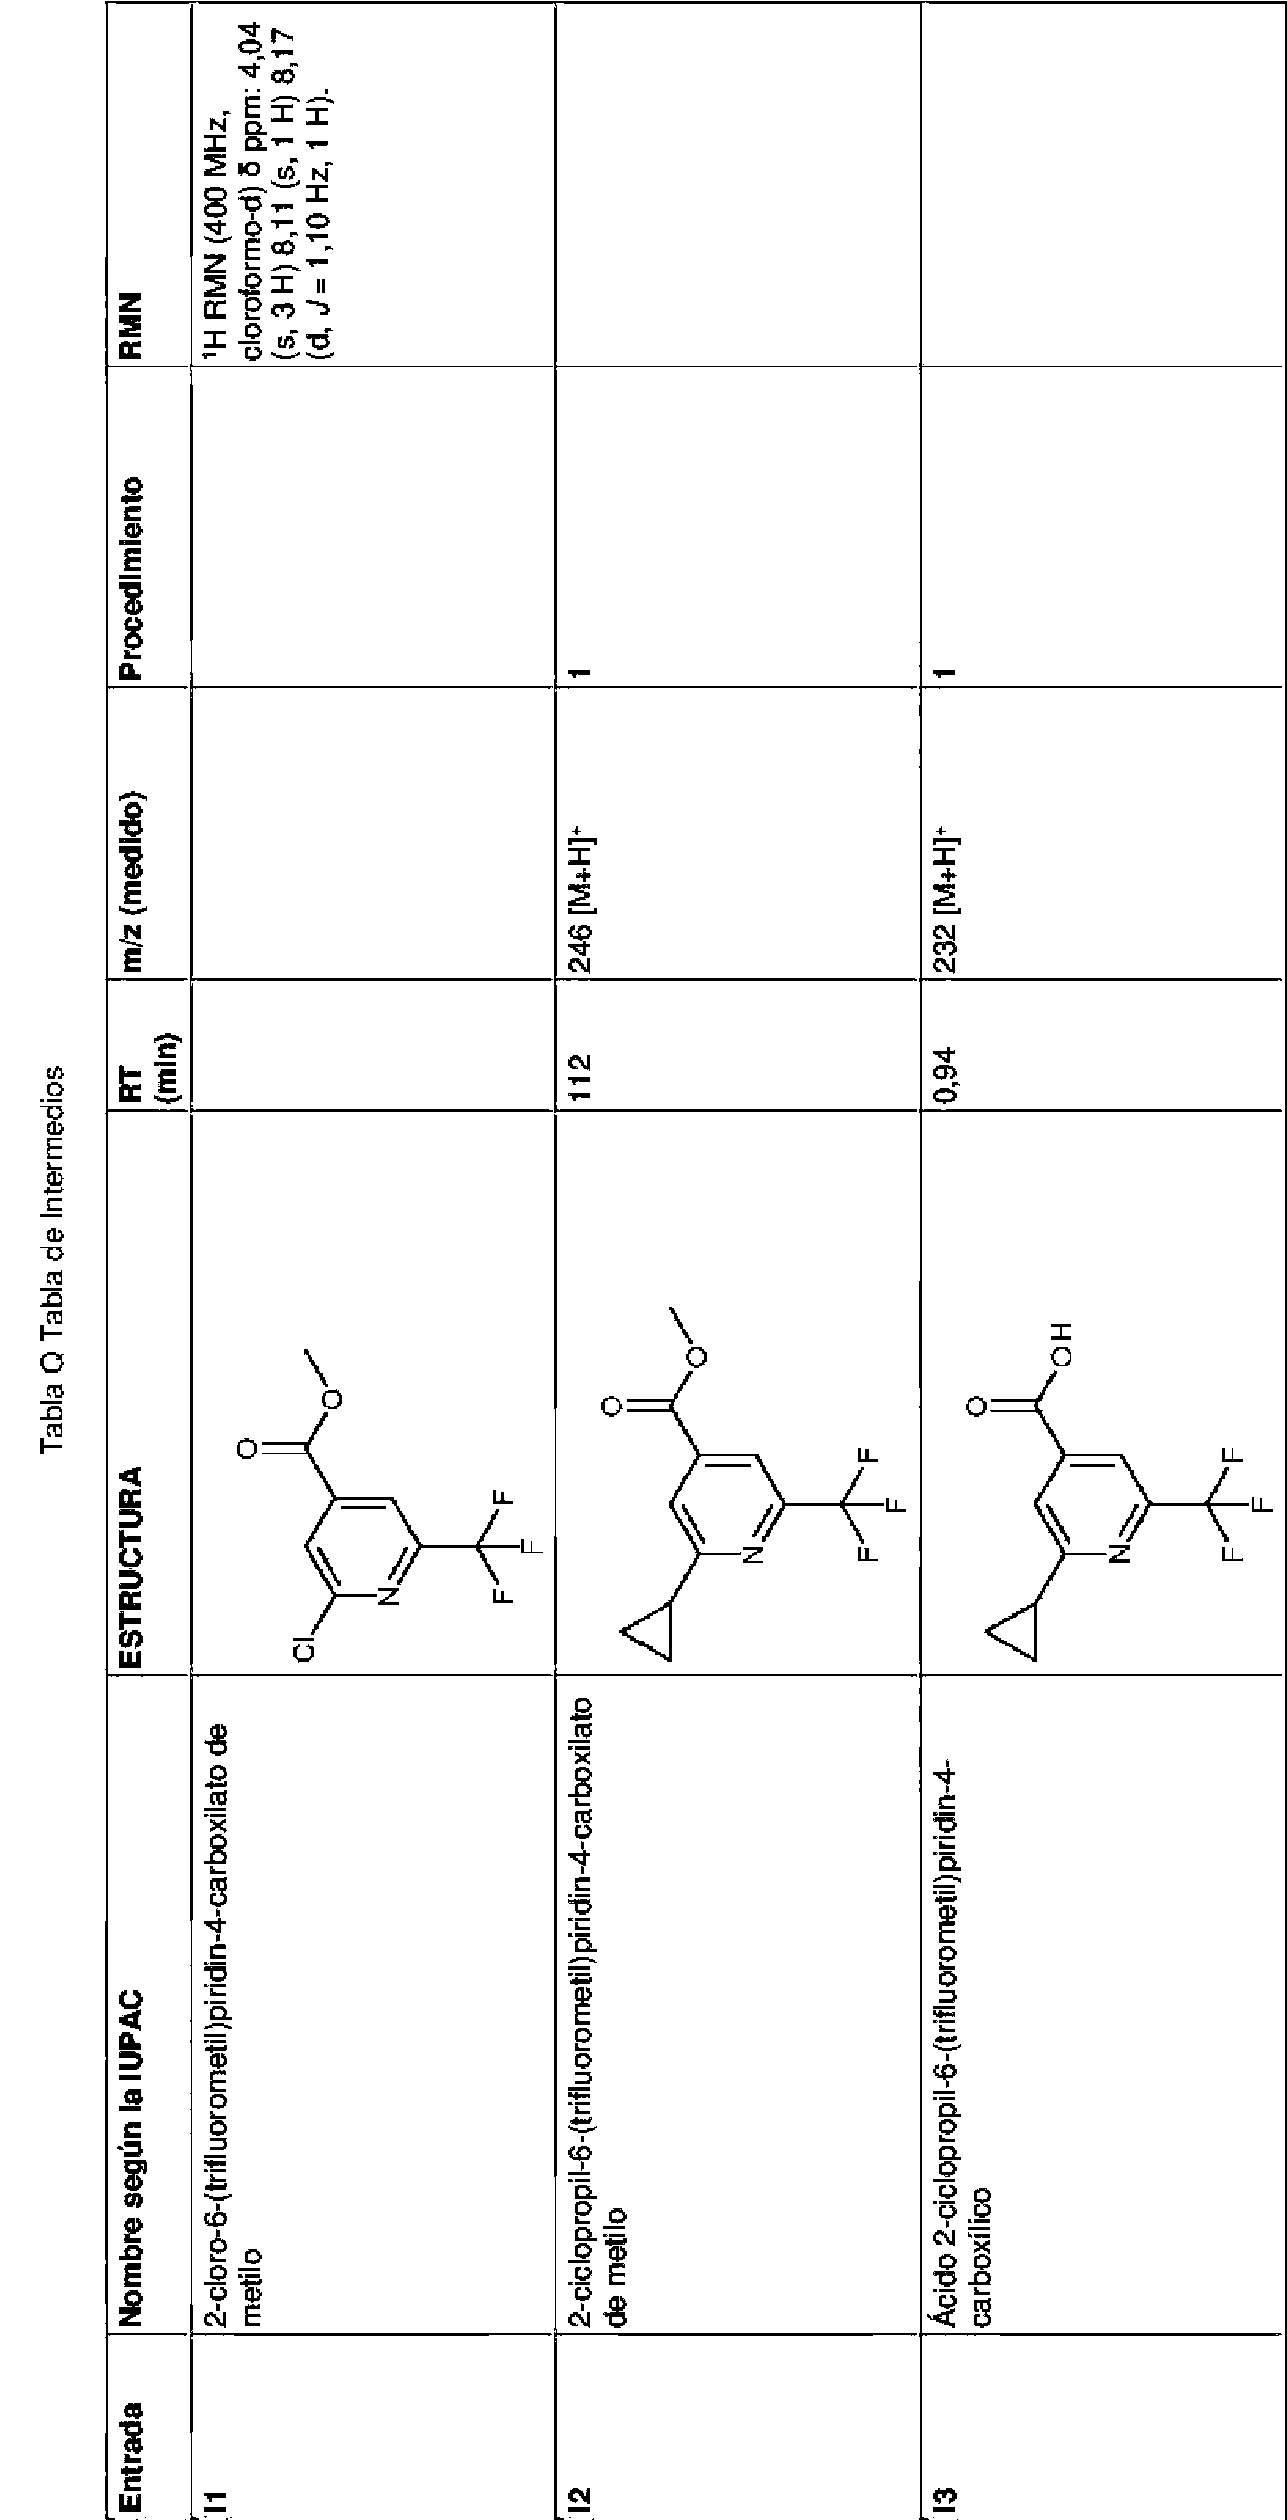 Tabla Q Tabla de Intermedios
Entrada
Nombre según la IUPAC
ESTRUCTURA
RT
(min)
m/z (medido)
Procedimiento
RMN
I1
2-cloro-6-(trifluorometil)piridin-4-carboxilato de
metilo
Cl
N
O
O
F
F
F
¹H RMN (400 MHz,
cloroformo-d) δ ppm: 4,04
(s, 3 H) 8,11 (s, 1 H) 8,17
(d, J = 1,10 Hz, 1 H).
I2
2-ciclopropil-6-(trifluorometil)piridin-4-carboxilato
de metilo
N
O
O
F
F
F
112
246 [M+H]⁺
1
I3
Ácido 2-ciclopropil-6-(trifluorometil)piridin-4-
carboxílico
N
O
OH
F
F
F
0,94
232 [M+H]⁺
1